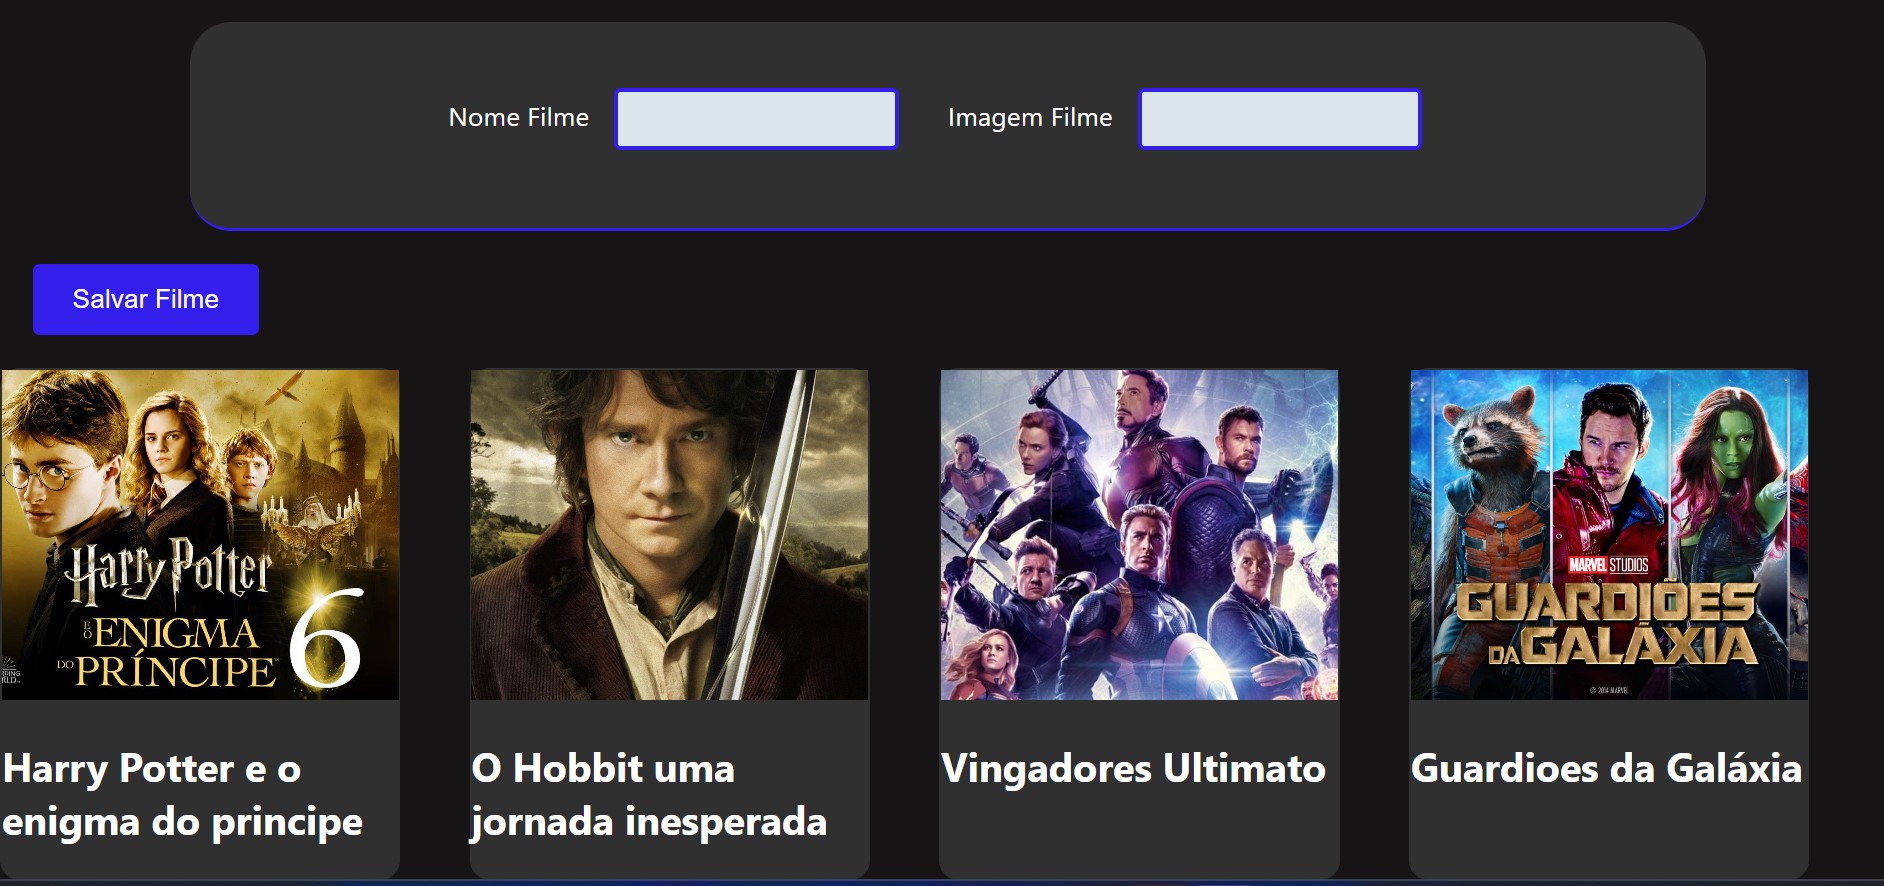 Nome Filme
Imagem Filme
Salvar Filme
Harry Potter
E O ENIGMA
DO PRÍNCIPE 6
MARVEL STUDIOS
GUARDIÕES
DA GALÁXIA
© 2014 MARVEL
Harry Potter e o
enigma do principe
O Hobbit uma
jornada inesperada
Vingadores Ultimato
Guardioes da Galáxia